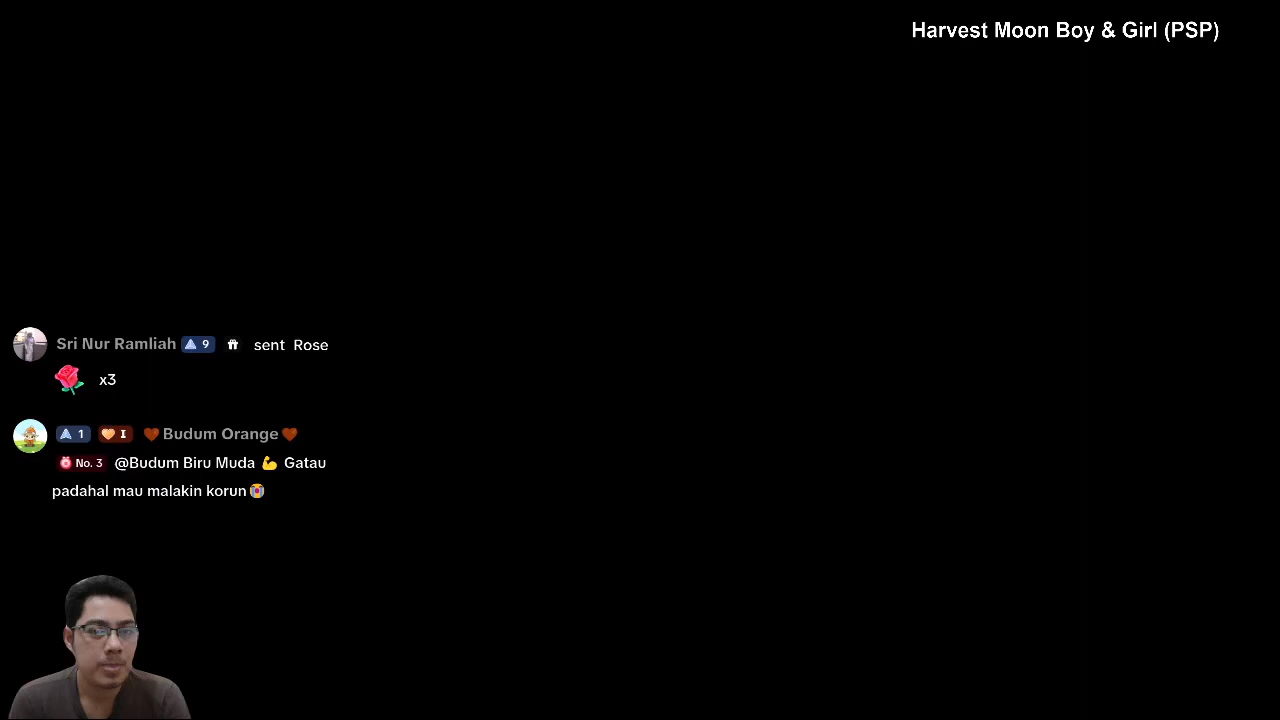 Harvest Moon Boy & Girl (PSP)
Sri Nur Ramliah 9 sent Rose
x3
1 I Budum Orange
No. 3 @Budum Biru Muda 💪 Gatau
padahal mau malakin korun😭